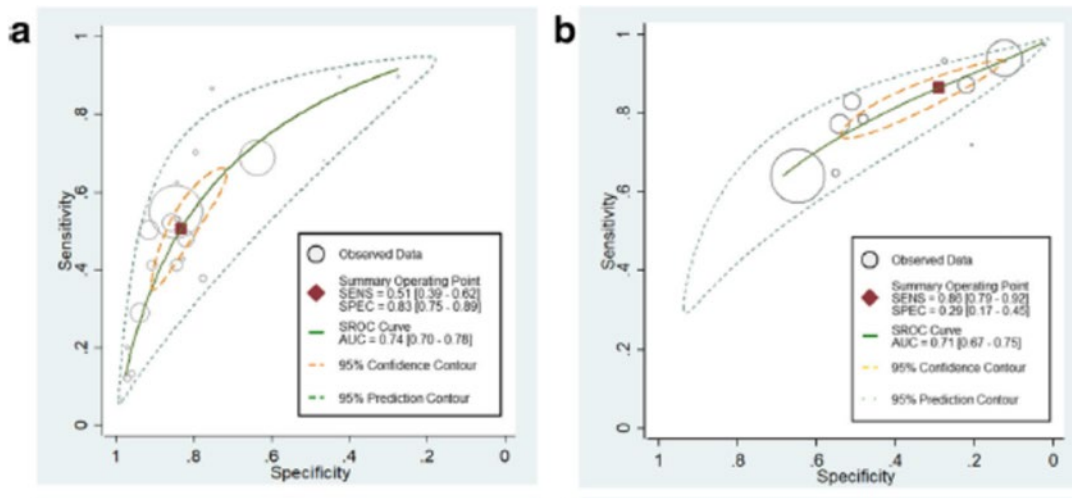 a
1
.8
.6
.4
.2
0
Sensitivity
Observed Data
Summary Operating Point
SENS = 0.51 [0.39 - 0.62]
SPEC = 0.83 [0.75 - 0.89]
SROC Curve
AUC = 0.74 [0.70 - 0.78]
95% Confidence Contour
95% Prediction Contour
1 .8 .6 .4 .2 0
Specificity
b
1
.8
.6
.4
.2
0
Sensitivity
Observed Data
Summary Operating Point
SENS = 0.86 [0.79 - 0.92]
SPEC = 0.29 [0.17 - 0.45]
SROC Curve
AUC = 0.71 [0.67 - 0.75]
95% Confidence Contour
95% Prediction Contour
1 .8 .6 .4 .2 0
Specificity